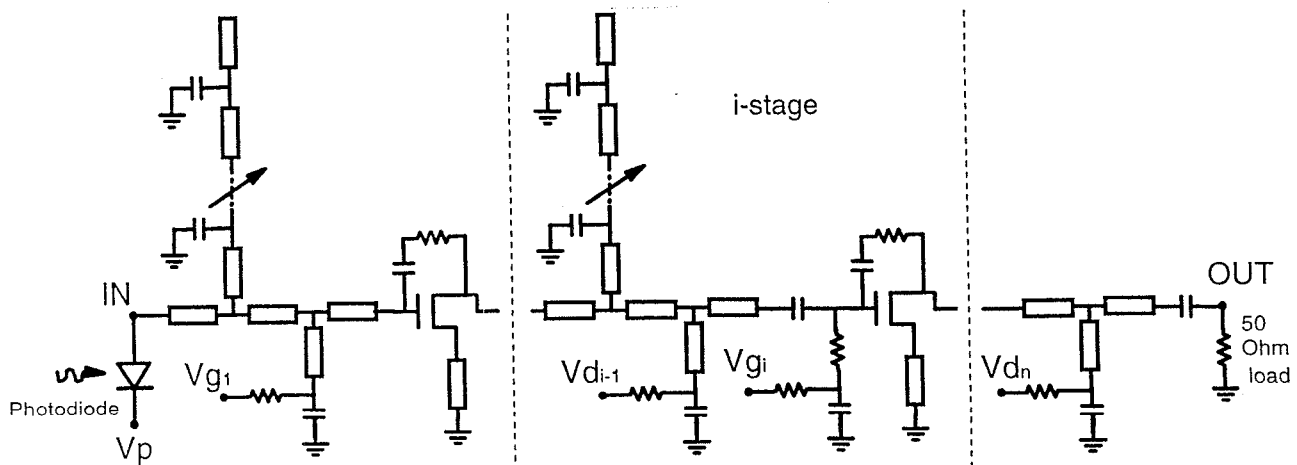 i-stage
IN
OUT
50
Ohm
load
Vg1
Vdi-1
Vgi
Vdn
Photodiode
Vp